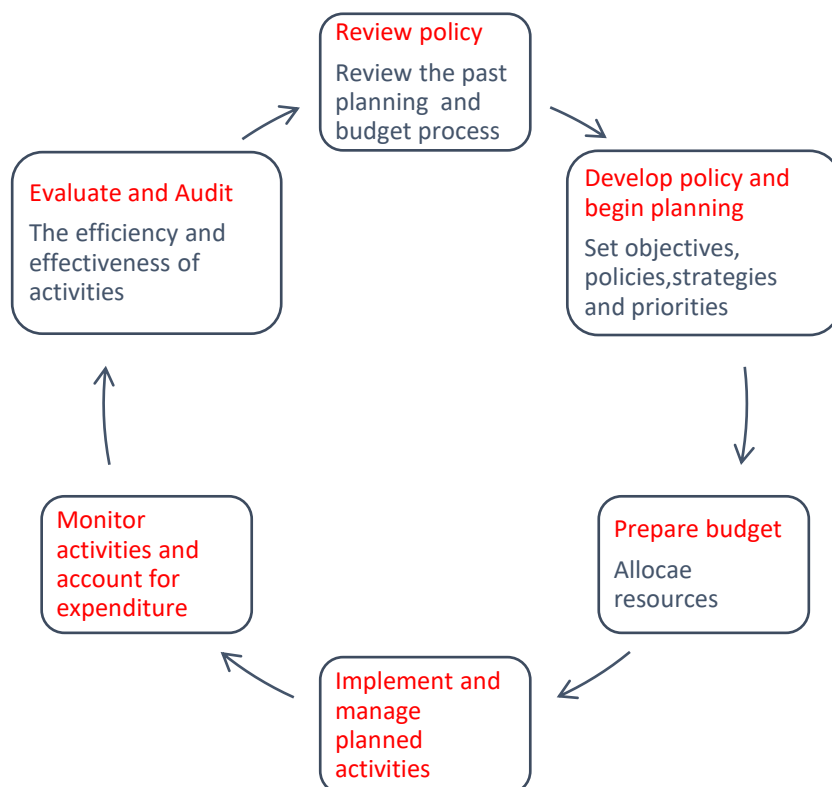 Review policy
Review the past
planning and
budget process
Develop policy and
begin planning
Set objectives,
policies,strategies
and priorities
Prepare budget
Allocae
resources
Implement and
manage
planned
activities
Monitor
activities and
account for
expenditure
Evaluate and Audit
The efficiency and
effectiveness of
activities